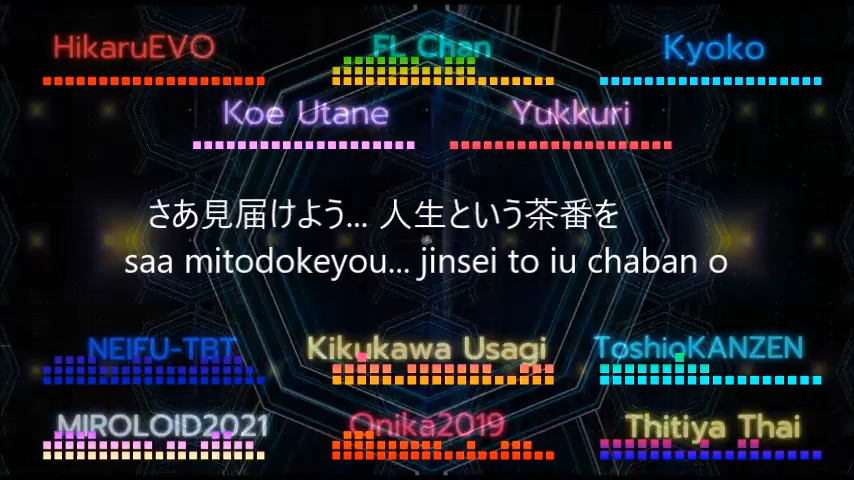 HikaruEVO
FL Chan
Kyoko
Koe Utane
Yukkuri
さあ見届けよう... 人生という茶番を
saa mitodokeyou... jinsei to iu chaban o
NEIFU-TBT
Kikukawa Usagi
ToshioKANZEN
MIROLOID2021
Onika2019
Thitiya Thai